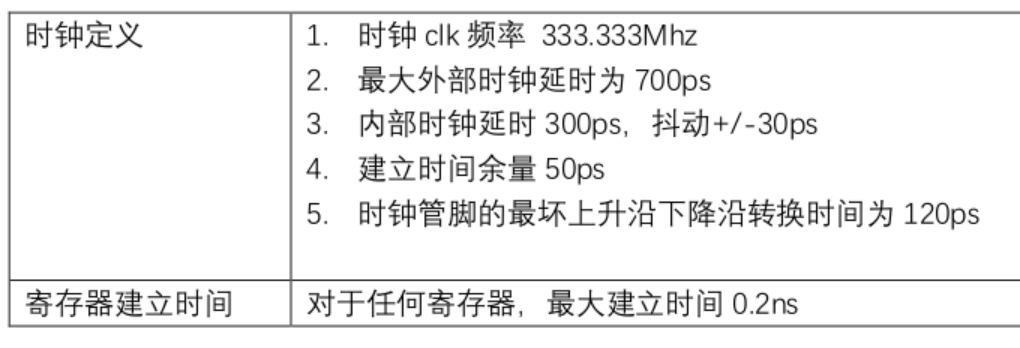 时钟定义
1. 时钟 clk 频率 333.333Mhz
2. 最大外部时钟延时为 700ps
3. 内部时钟延时 300ps，抖动+/-30ps
4. 建立时间余量 50ps
5. 时钟管脚的最坏上升沿下降沿转换时间为 120ps
寄存器建立时间
对于任何寄存器，最大建立时间 0.2ns